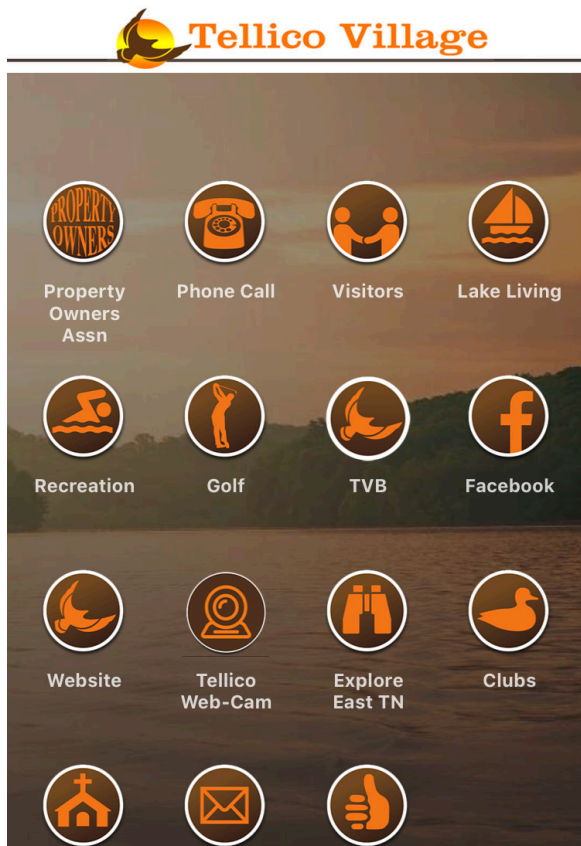 Tellico Village
PROPERTY
OWNERS
Property
Owners
Assn
Phone Call
Visitors
Lake Living
Recreation
Golf
TVB
Facebook
Website
Tellico
Web-Cam
Explore
East TN
Clubs